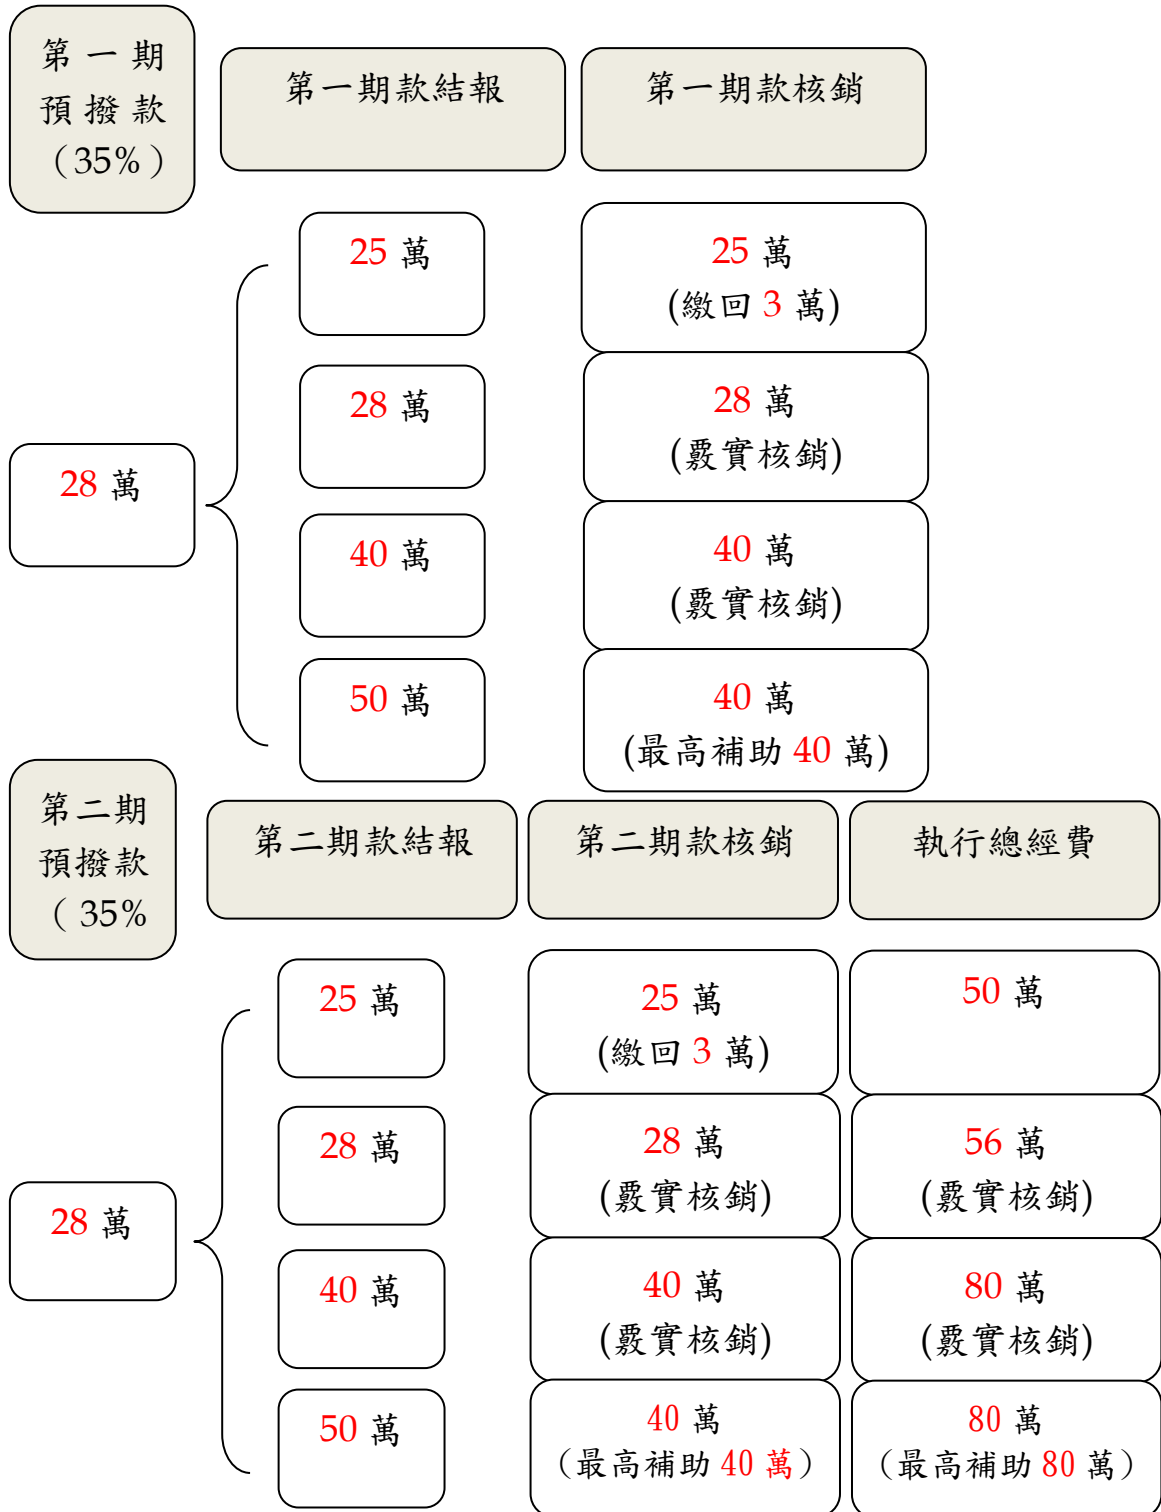 第一期
預撥款
（35%）
第一期款結報
第一期款核銷
28 萬
25 萬
25 萬
(繳回 3 萬)
28 萬
28 萬
(覈實核銷)
40 萬
40 萬
(覈實核銷)
50 萬
40 萬
(最高補助 40 萬)
第二期
預撥款
（ 35%
第二期款結報
第二期款核銷
執行總經費
28 萬
25 萬
25 萬
(繳回 3 萬)
50 萬
28 萬
28 萬
(覈實核銷)
56 萬
(覈實核銷)
40 萬
40 萬
(覈實核銷)
80 萬
(覈實核銷)
50 萬
40 萬
（最高補助 40 萬）
80 萬
（最高補助 80 萬）